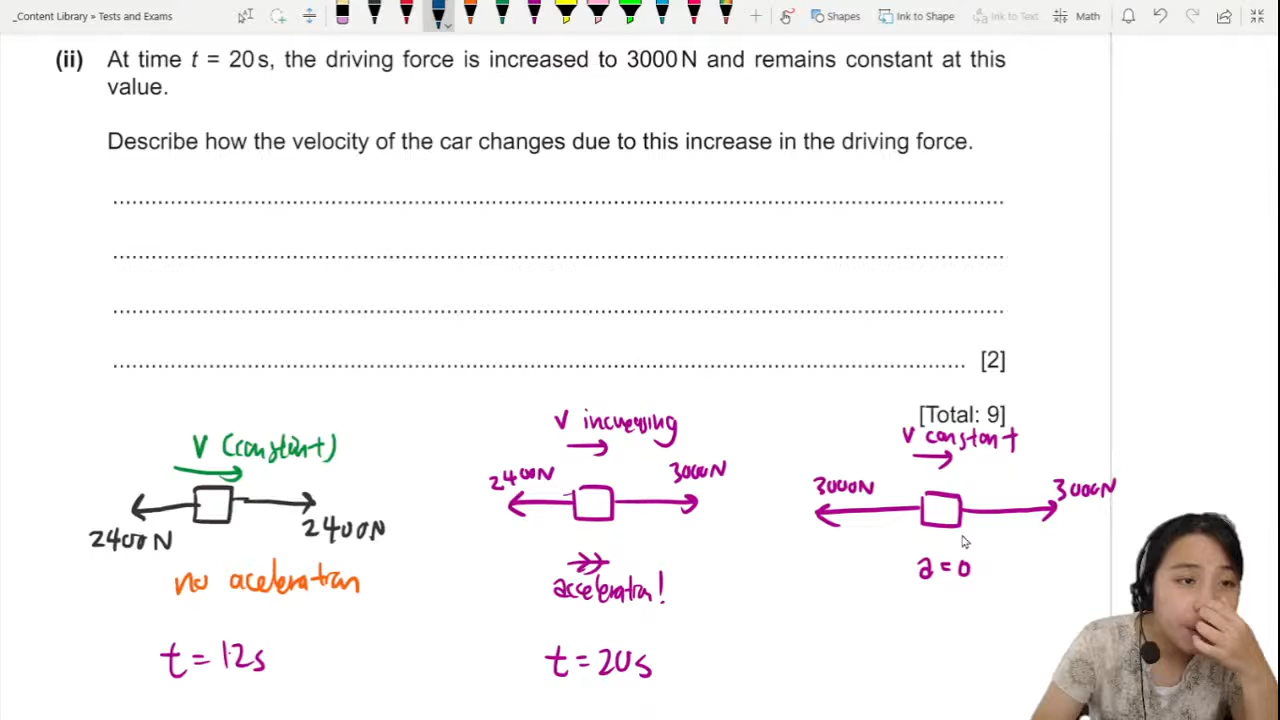 _Content Library » Tests and Exams
Shapes
Ink to Shape
Ink to Text
Math
(ii) At time t = 20 s, the driving force is increased to 3000 N and remains constant at this
value.
Describe how the velocity of the car changes due to this increase in the driving force.
[2]
[Total: 9]
V (constant)
2400N
2400N
no aceleration
t = 12s
V increasing
2400N
3000N
acceleration!
t = 20s
V constant
3000N
3000N
a = 0